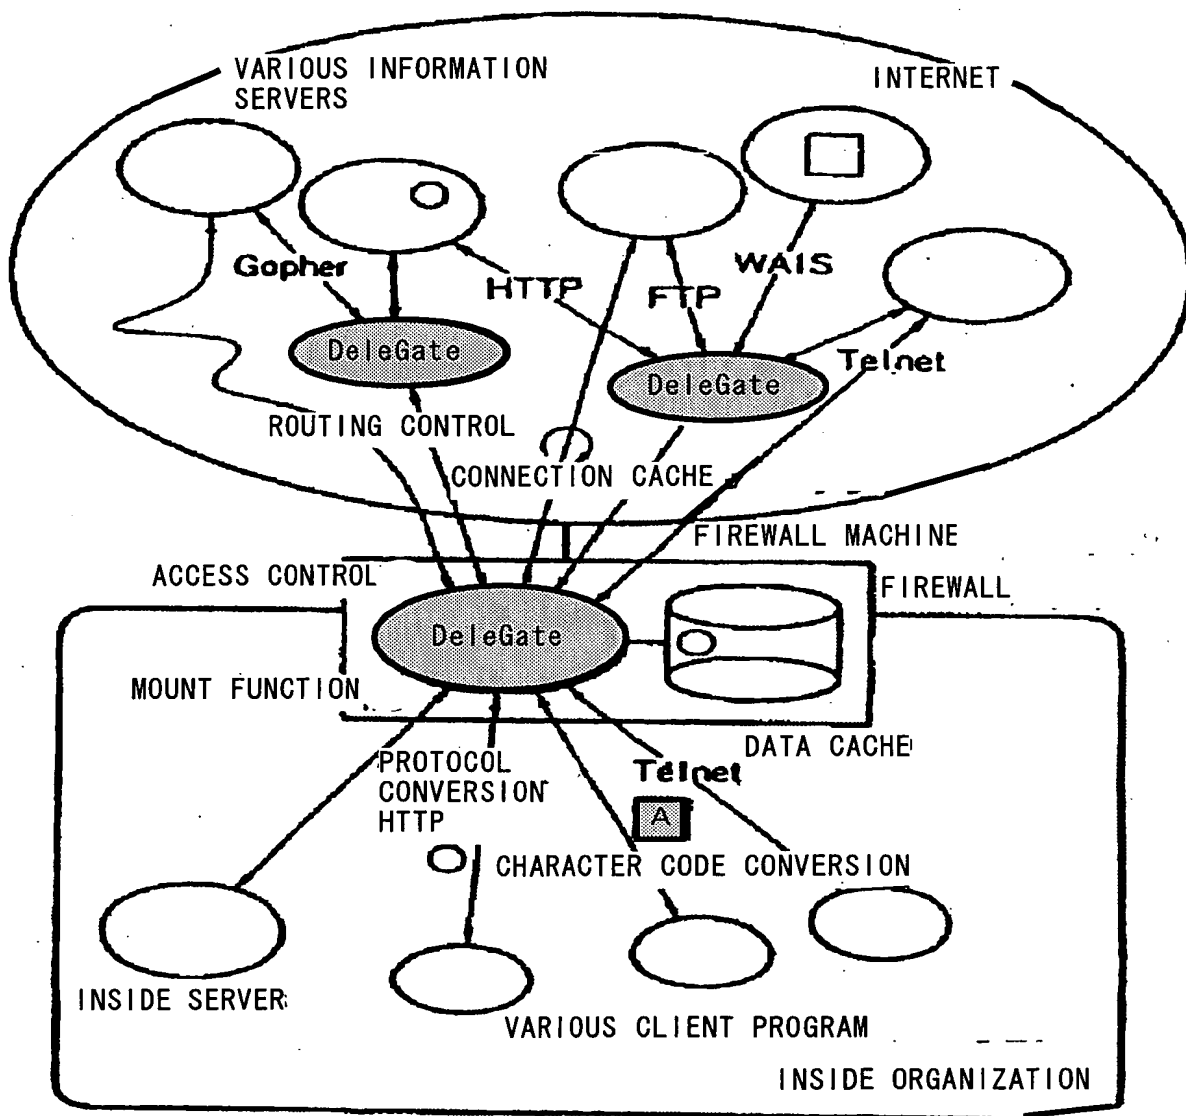 VARIOUS INFORMATION
SERVERS
INTERNET
Gopher
HTTP
FTP
WAIS
Telnet
DeleGate
DeleGate
ROUTING CONTROL
CONNECTION CACHE
FIREWALL MACHINE
ACCESS CONTROL
FIREWALL
DeleGate
MOUNT FUNCTION
DATA CACHE
PROTOCOL
CONVERSION
HTTP
Telnet
A
CHARACTER CODE CONVERSION
INSIDE SERVER
VARIOUS CLIENT PROGRAM
INSIDE ORGANIZATION